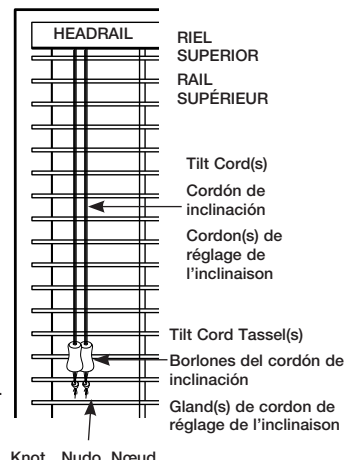 HEADRAIL
RIEL
SUPERIOR
RAIL
SUPÉRIEUR
Tilt Cord(s)
Cordón de
inclinación
Cordon(s) de
réglage de
l'inclinaison
Tilt Cord Tassel(s)
Borlones del cordón de
inclinación
Gland(s) de cordon de
réglage de l'inclinaison
Knot Nudo Nœud